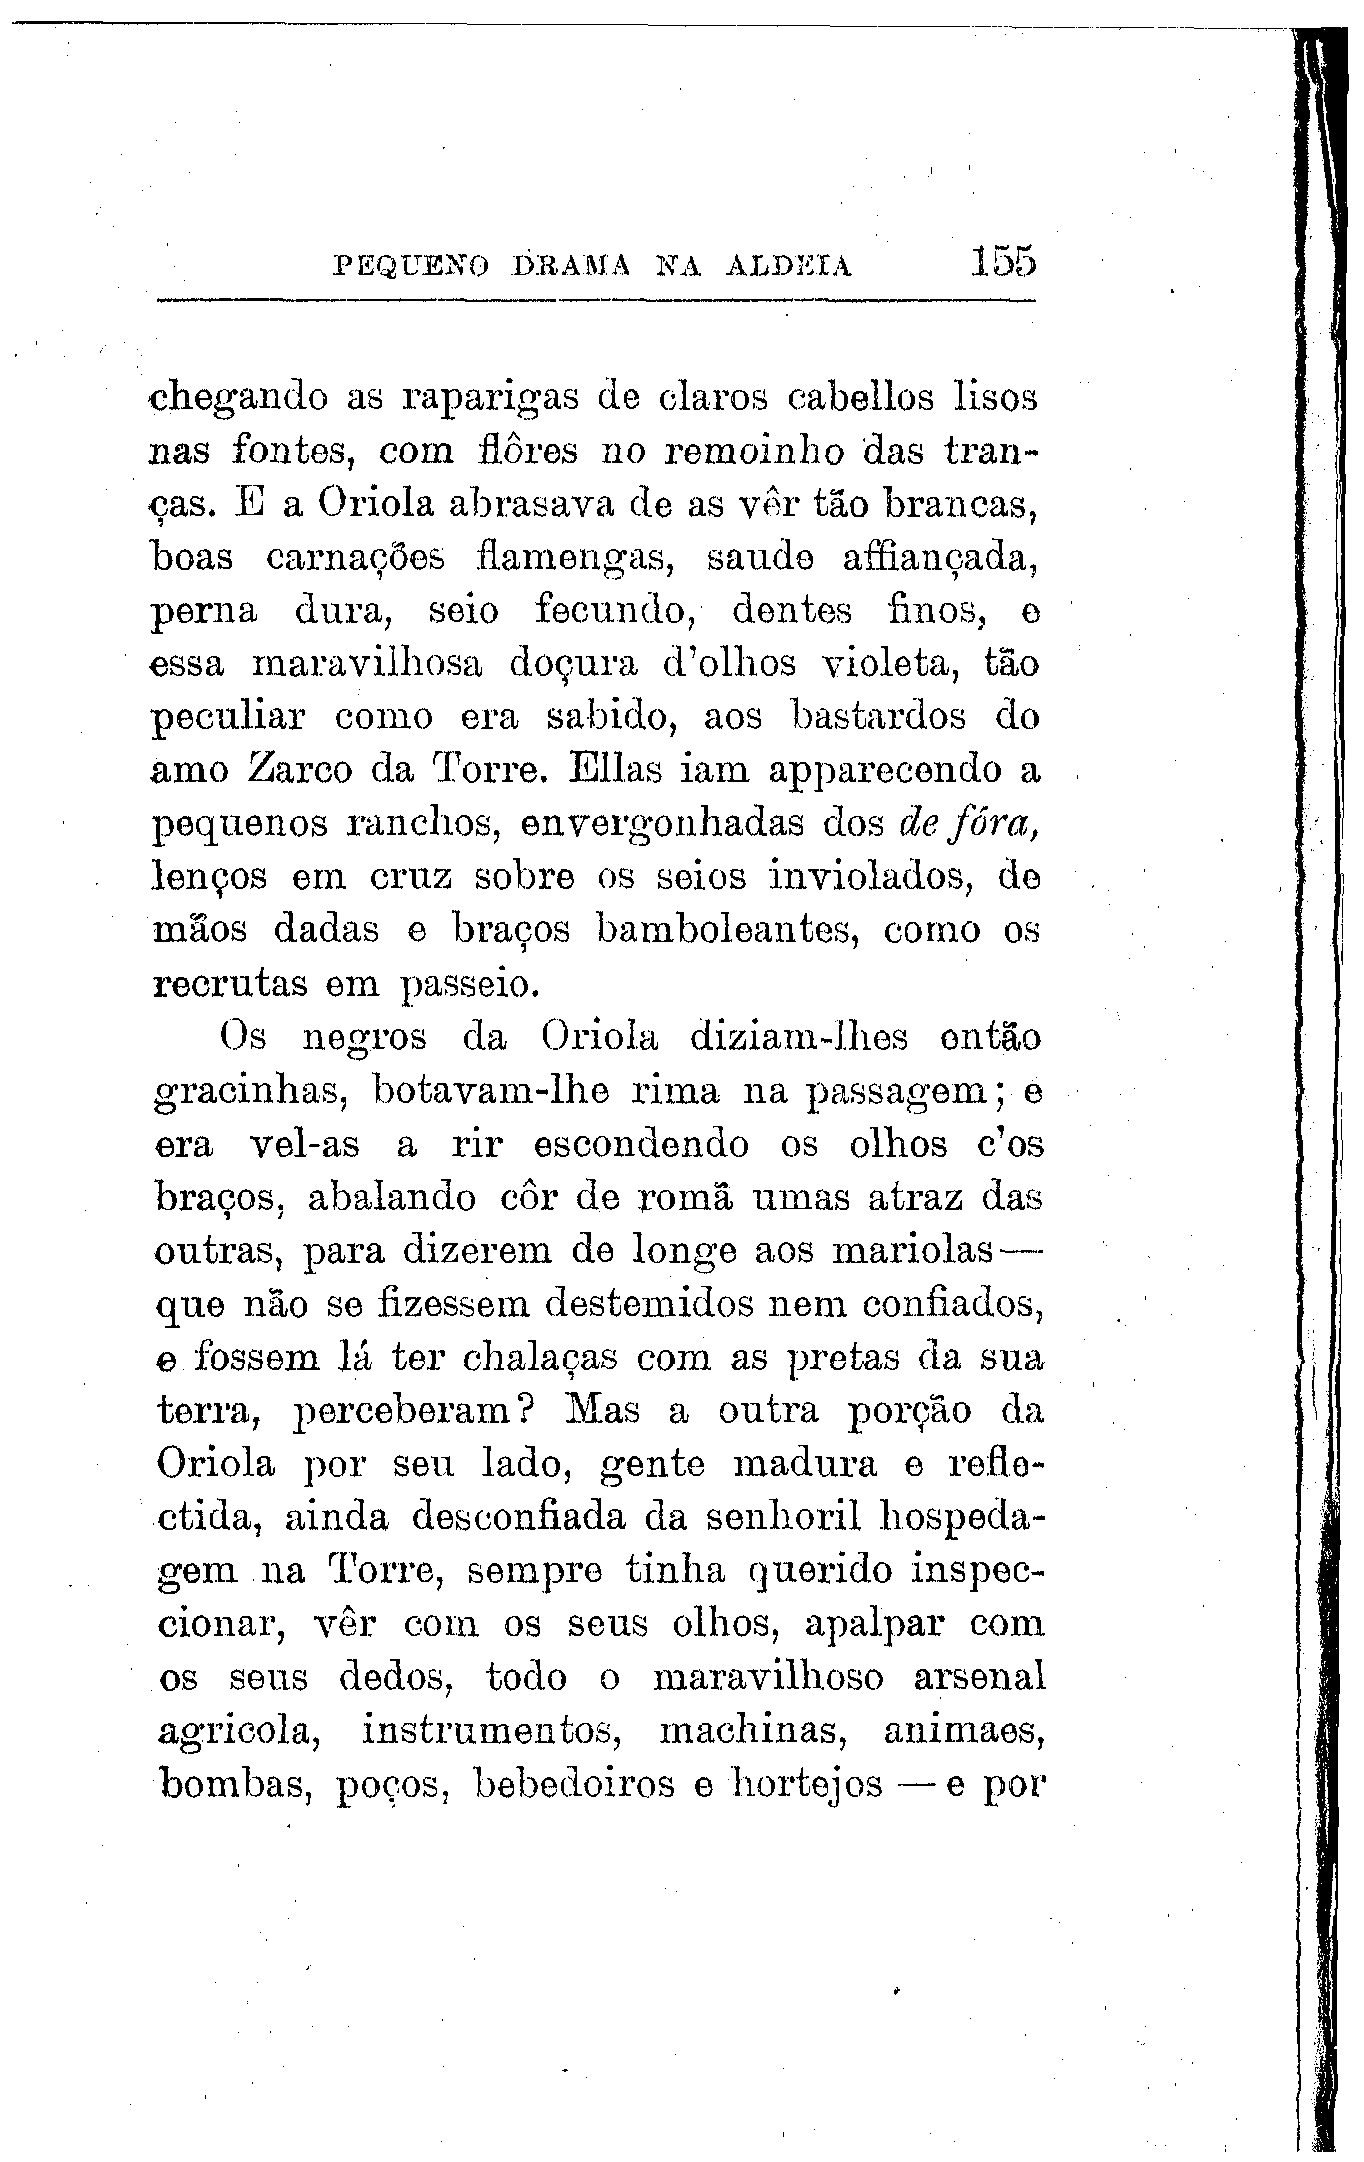 PEQUENO DRAMA NA ALDEIA 155
chegando as raparigas de claros cabellos lisos
nas fontes, com flôres no remoinho das tran-
ças. E a Oriola abrasava de as vêr tão brancas,
boas carnações flamengas, saude affiançada,
perna dura, seio fecundo, dentes finos, e
essa maravilhosa doçura d'olhos violeta, tão
peculiar como era sabido, aos bastardos do
amo Zarco da Torre. Ellas iam apparecendo a
pequenos ranchos, envergonhadas dos de fóra,
lenços em cruz sobre os seios inviolados, de
mãos dadas e braços bamboleantes, como os
recrutas em passeio.
Os negros da Oriola diziam-lhes então
gracinhas, botavam-lhe rima na passagem; e
era vel-as a rir escondendo os olhos c'os
braços, abalando côr de romã umas atraz das
outras, para dizerem de longe aos mariolas—
que não se fizessem destemidos nem confiados,
e fossem lá ter chalaças com as pretas da sua
terra, perceberam? Mas a outra porção da
Oriola por seu lado, gente madura e refle-
ctida, ainda desconfiada da senhoril hospeda-
gem na Torre, sempre tinha querido inspec-
cionar, vêr com os seus olhos, apalpar com
os seus dedos, todo o maravilhoso arsenal
agricola, instrumentos, machinas, animaes,
bombas, poços, bebedoiros e hortejos — e por